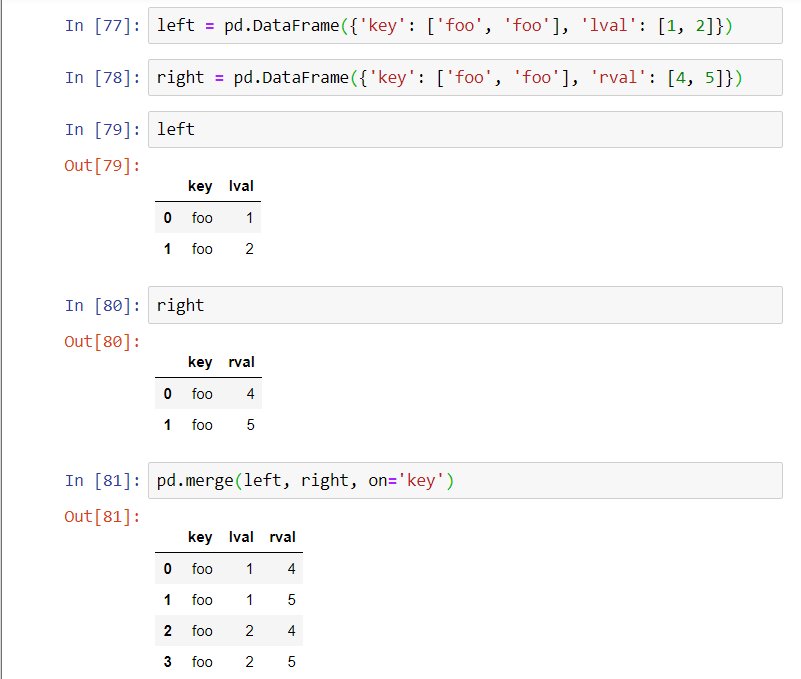 In [77]: left = pd.DataFrame({'key': ['foo', 'foo'], 'lval': [1, 2]})
In [78]: right = pd.DataFrame({'key': ['foo', 'foo'], 'rval': [4, 5]})
In [79]: left
Out[79]:
key lval
0 foo 1
1 foo 2
In [80]: right
Out[80]:
key rval
0 foo 4
1 foo 5
In [81]: pd.merge(left, right, on='key')
Out[81]:
key lval rval
0 foo 1 4
1 foo 1 5
2 foo 2 4
3 foo 2 5